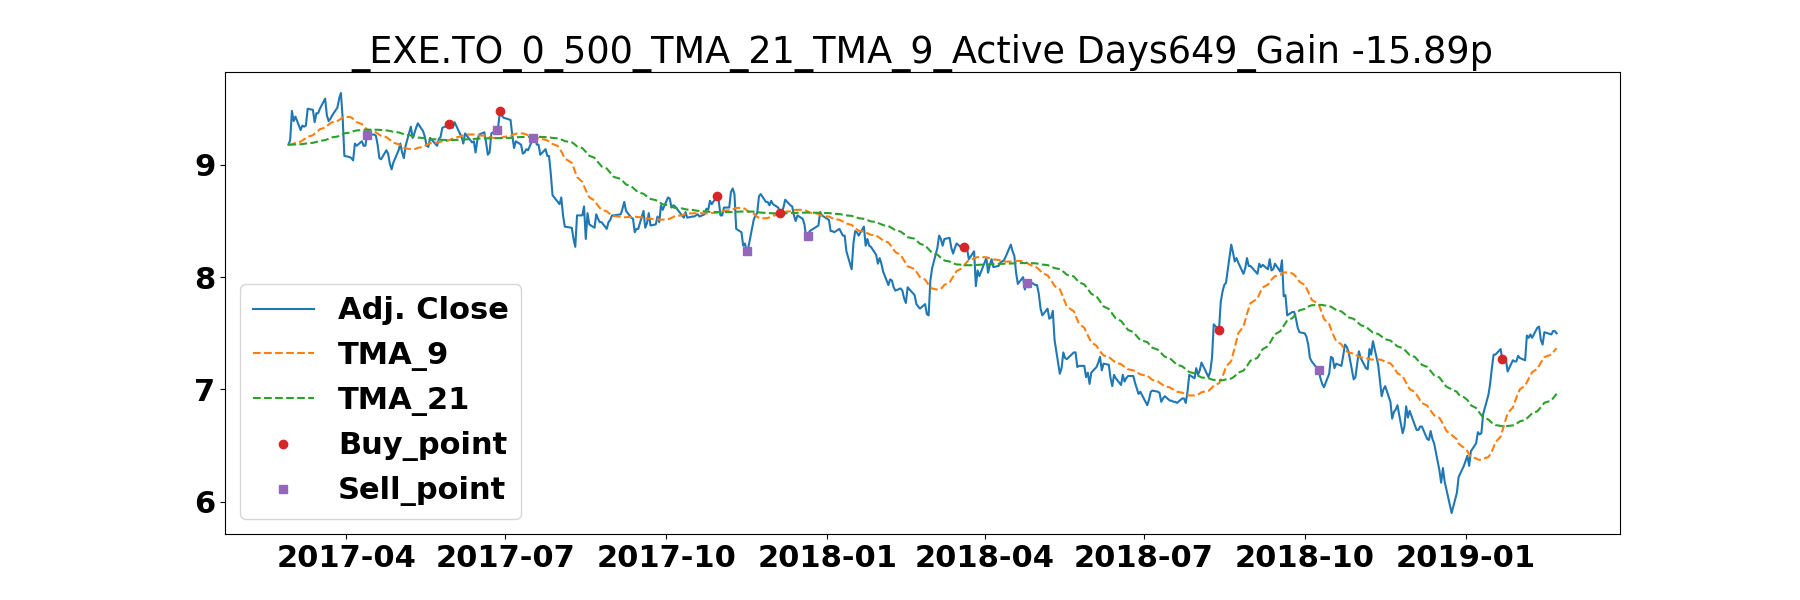 _EXE.TO_0_500_TMA_21_TMA_9_Active Days649_Gain -15.89p
9
8
7
6
Adj. Close
TMA_9
TMA_21
Buy_point
Sell_point
2017-04 2017-07 2017-10 2018-01 2018-04 2018-07 2018-10 2019-01